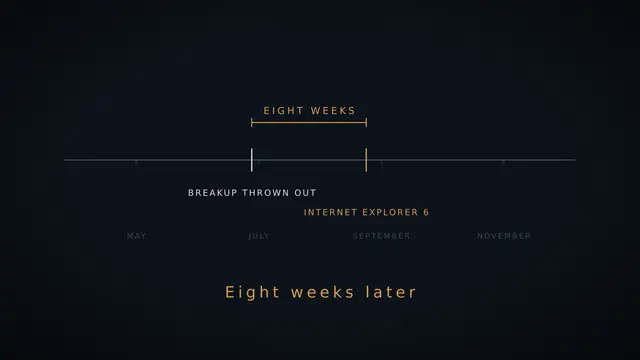 EIGHT WEEKS
BREAKUP THROWN OUT
INTERNET EXPLORER 6
MAY JULY SEPTEMBER NOVEMBER
Eight weeks later